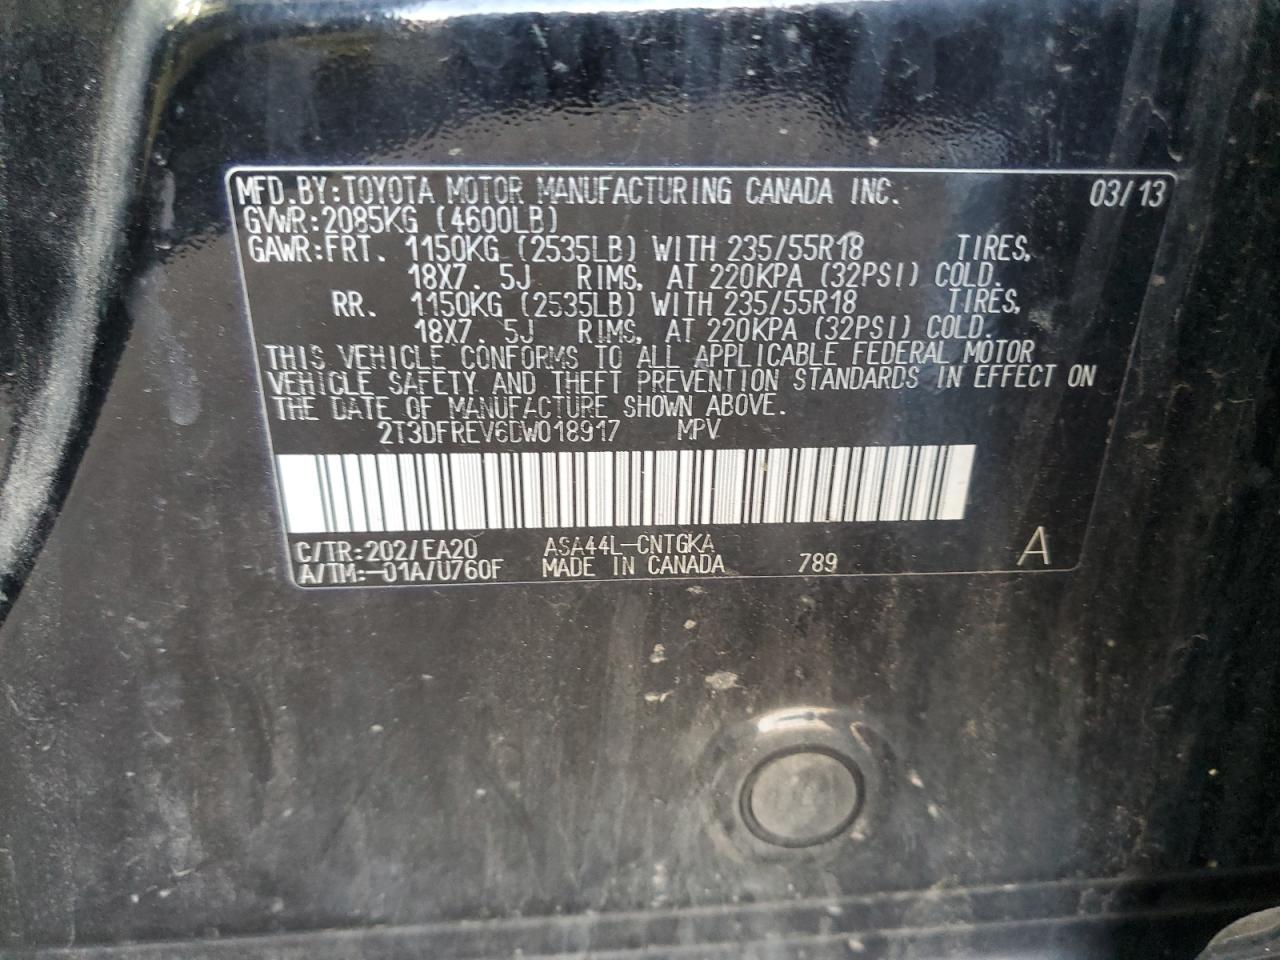 MFD.BY:TOYOTA MOTOR MANUFACTURING CANADA INC. 03/13
GVWR:2085KG (4600LB)
GAWR:FRT. 1150KG (2535LB) WITH 235/55R18 TIRES,
18X7.5J RIMS, AT 220KPA (32PSI) COLD.
RR. 1150KG (2535LB) WITH 235/55R18 TIRES,
18X7.5J RIMS, AT 220KPA (32PSI) COLD.
THIS VEHICLE CONFORMS TO ALL APPLICABLE FEDERAL MOTOR
VEHICLE SAFETY AND THEFT PREVENTION STANDARDS IN EFFECT ON
THE DATE OF MANUFACTURE SHOWN ABOVE.
2T3DFREV6DW018917 MPV
C/TR:202/EA20 ASA44L-CNTGKA
A/TM:-01A/U760F MADE IN CANADA 789 A